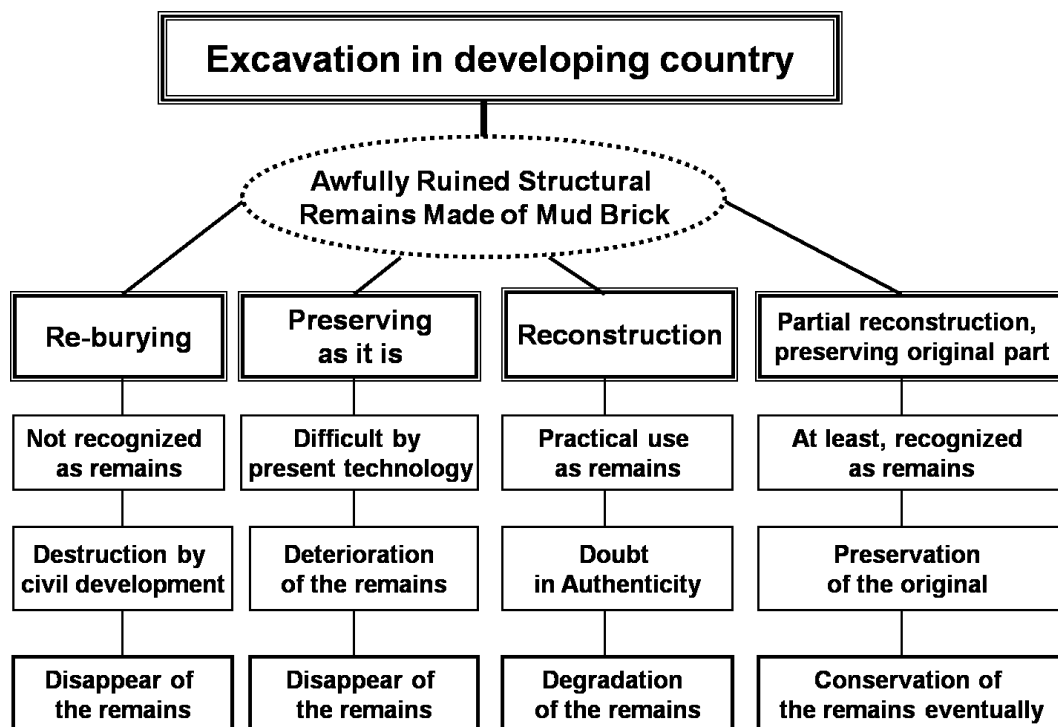 Excavation in developing country
Awfully Ruined Structural
Remains Made of Mud Brick
Re-burying
Not recognized
as remains
Destruction by
civil development
Disappear of
the remains
Preserving
as it is
Difficult by
present technology
Deterioration
of the remains
Disappear of
the remains
Reconstruction
Practical use
as remains
Doubt
in Authenticity
Degradation
of the remains
Partial reconstruction,
preserving original part
At least, recognized
as remains
Preservation
of the original
Conservation of
the remains eventually